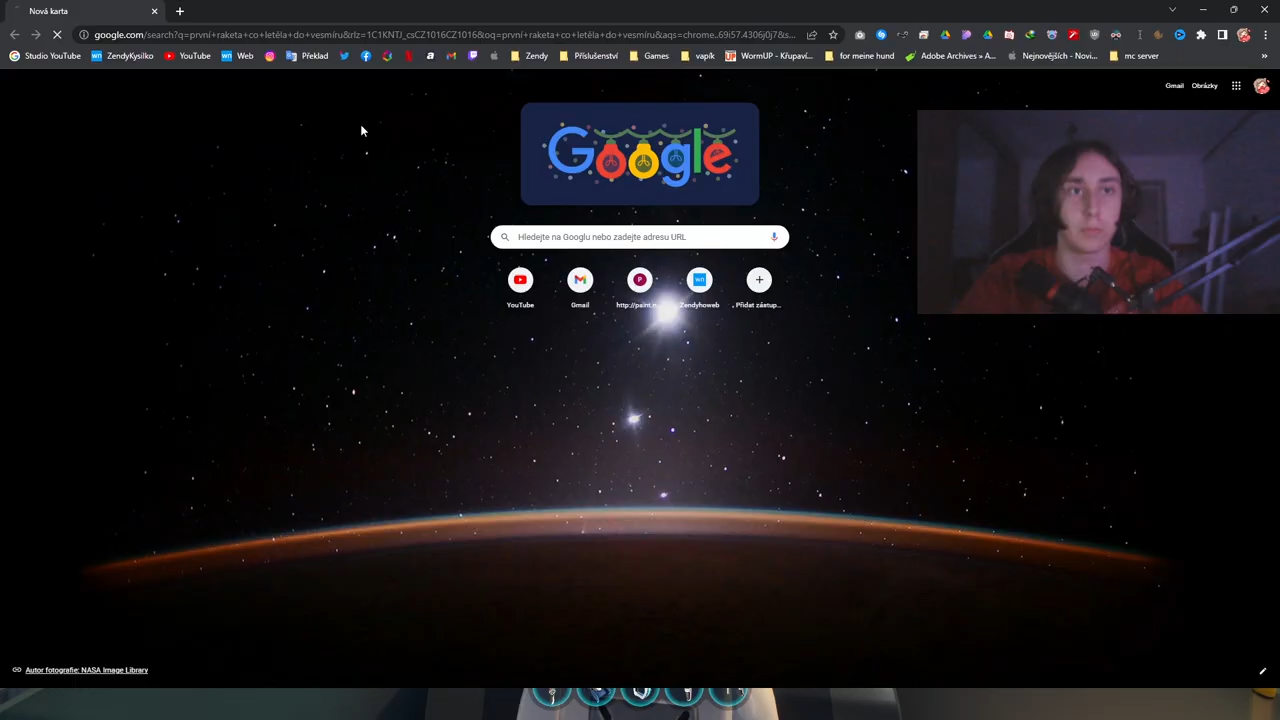 Nová karta
google.com/search?q=první+raketa+co+letěla+do+vesmíru&rlz=1C1KNTJ_csCZ1016CZ1016&oq=první+raketa+co+letěla+do+vesmíru&aqs=chrome..69i57.4306j0j7&s...
Studio YouTube ZendyKysilko YouTube Web Překlad Zendy Příslušenství Games vapík WormUP - Křupaví... for meine hund Adobe Archives » A... Nejnovějších - Novi... mc server »
Gmail Obrázky
Google
Hledejte na Googlu nebo zadejte adresu URL
YouTube Gmail Zendyhoweb Přidat zástup...
Autor fotografie: NASA Image Library